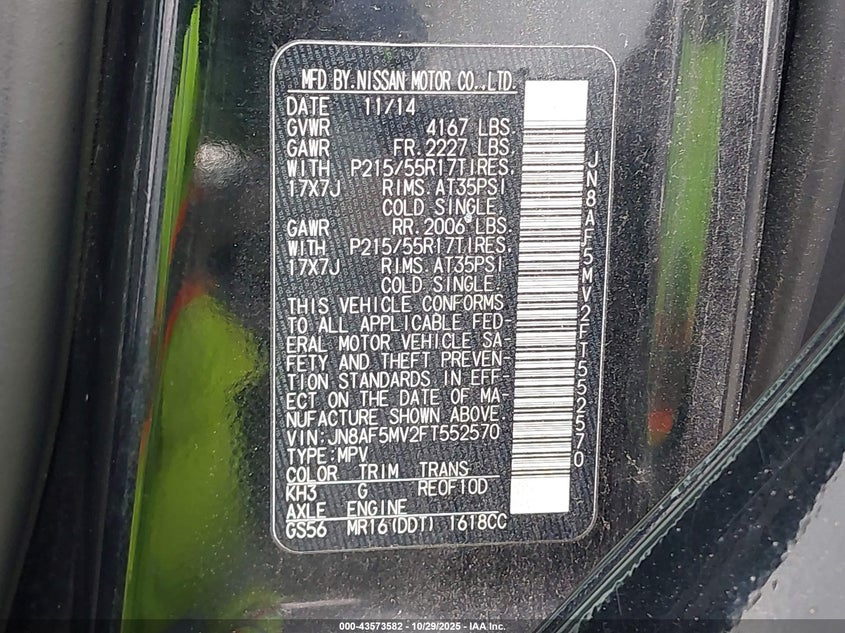 MFD BY.NISSAN MOTOR CO.,LTD.
DATE 11/14
GVWR 4167 LBS.
GAWR FR. 2227 LBS.
WITH P215/55R17TIRES.
17X7J RIMS. AT35PSI
COLD SINGLE.
GAWR RR. 2006 LBS.
WITH P215/55R17TIRES.
17X7J RIMS. AT35PSI
COLD SINGLE.
THIS VEHICLE CONFORMS
TO ALL APPLICABLE FED-
ERAL MOTOR VEHICLE SA-
FETY AND THEFT PREVEN-
TION STANDARDS IN EFF-
ECT ON THE DATE OF MA-
NUFACTURE SHOWN ABOVE.
VIN:JN8AF5MV2FT552570
TYPE:MPV
COLOR TRIM TRANS
KH3 G RE0F10D
AXLE ENGINE
GS56 MR16(DDT) 1618CC
JN8AF5MV2FT552570
000-43573582 | 10/29/2025 - IAA Inc.